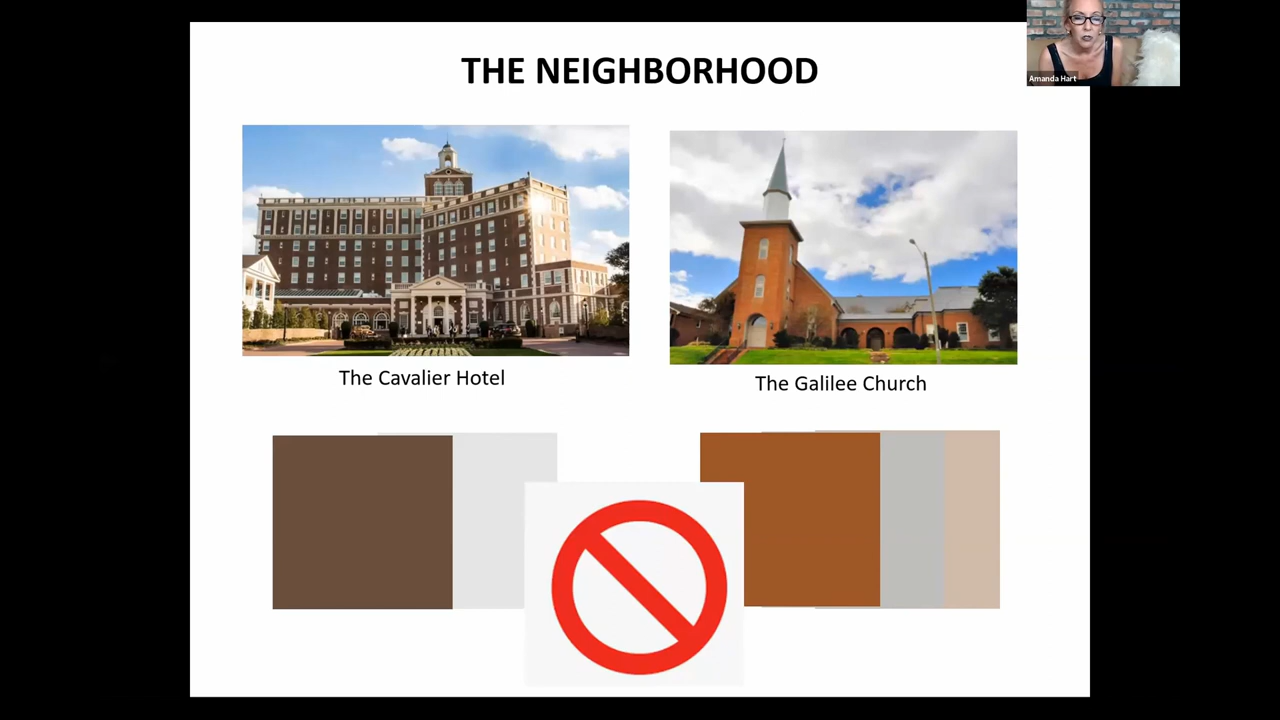 THE NEIGHBORHOOD
Amanda Hart
The Cavalier Hotel
The Galilee Church